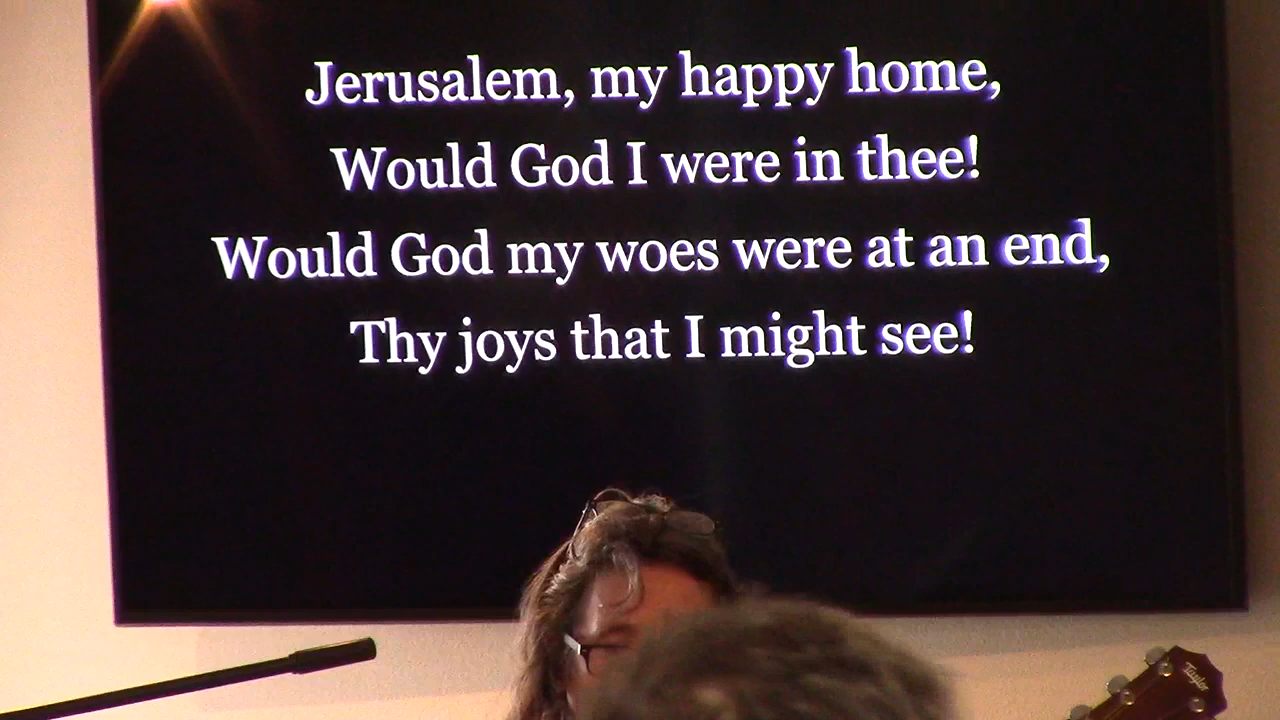 Jerusalem, my happy home,
Would God I were in thee!
Would God my woes were at an end,
Thy joys that I might see!
Taylor